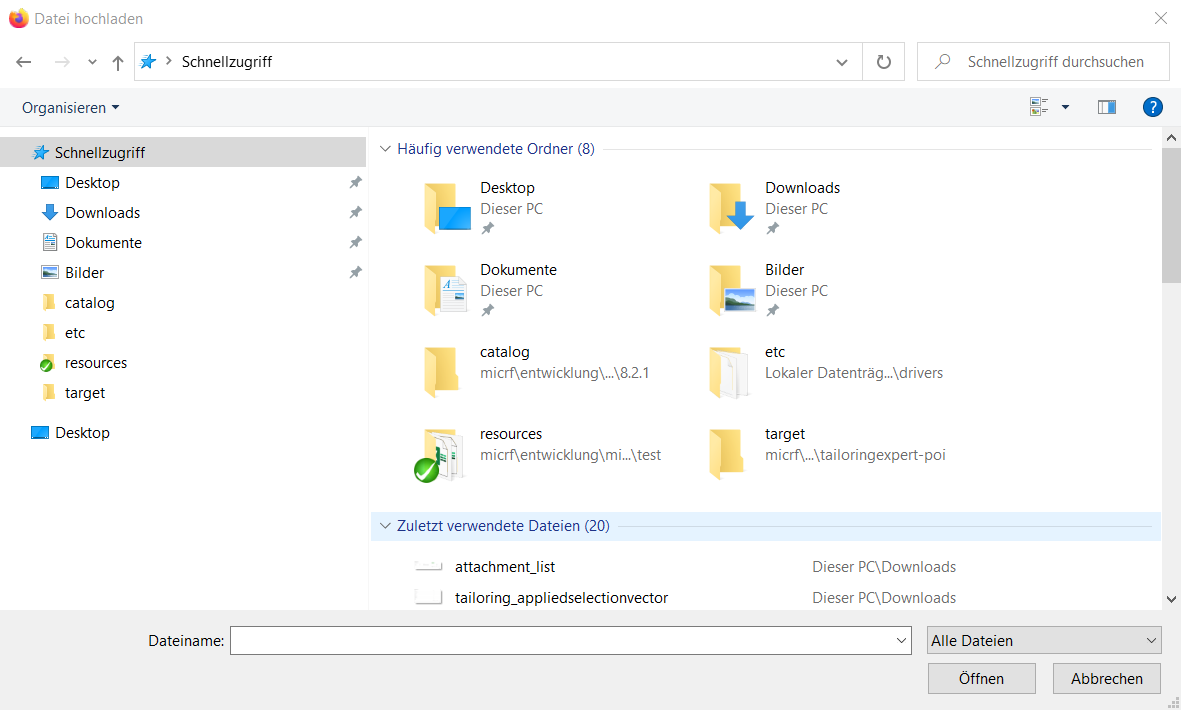 Datei hochladen
Schnellzugriff
Schnellzugriff durchsuchen
Organisieren
?
Schnellzugriff
Desktop
Downloads
Dokumente
Bilder
catalog
etc
resources
target
Desktop
Häufig verwendete Ordner (8)
Desktop
Dieser PC
Downloads
Dieser PC
Dokumente
Dieser PC
Bilder
Dieser PC
catalog
micrf\entwicklung\...\8.2.1
etc
Lokaler Datenträg...\drivers
resources
micrf\entwicklung\mi...\test
target
micrf\...\tailoringexpert-poi
Zuletzt verwendete Dateien (20)
attachment_list Dieser PC\Downloads
tailoring_appliedselectionvector Dieser PC\Downloads
Dateiname: Alle Dateien
Öffnen Abbrechen